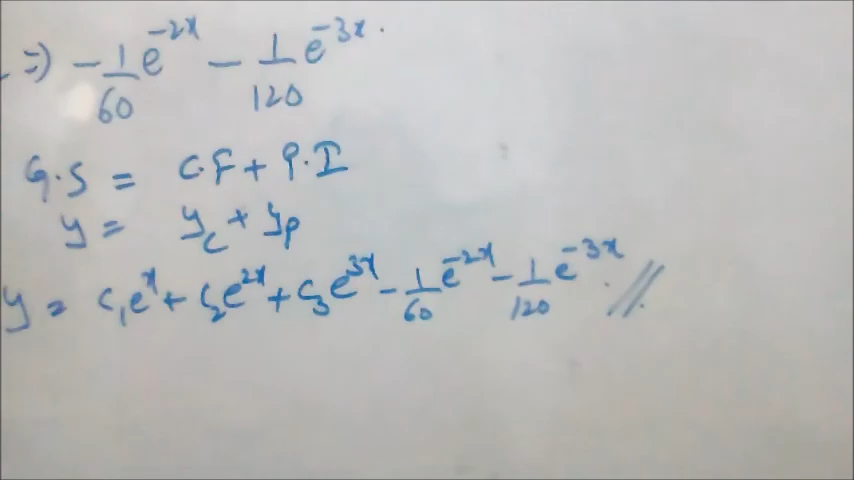 =) - 1/60 e^-2x - 1/120 e^-3x.
G.S = C.F + P.I
y = y_c + y_p
y = c_1e^x + c_2e^2x + c_3e^3x - 1/60 e^-2x - 1/120 e^-3x. //